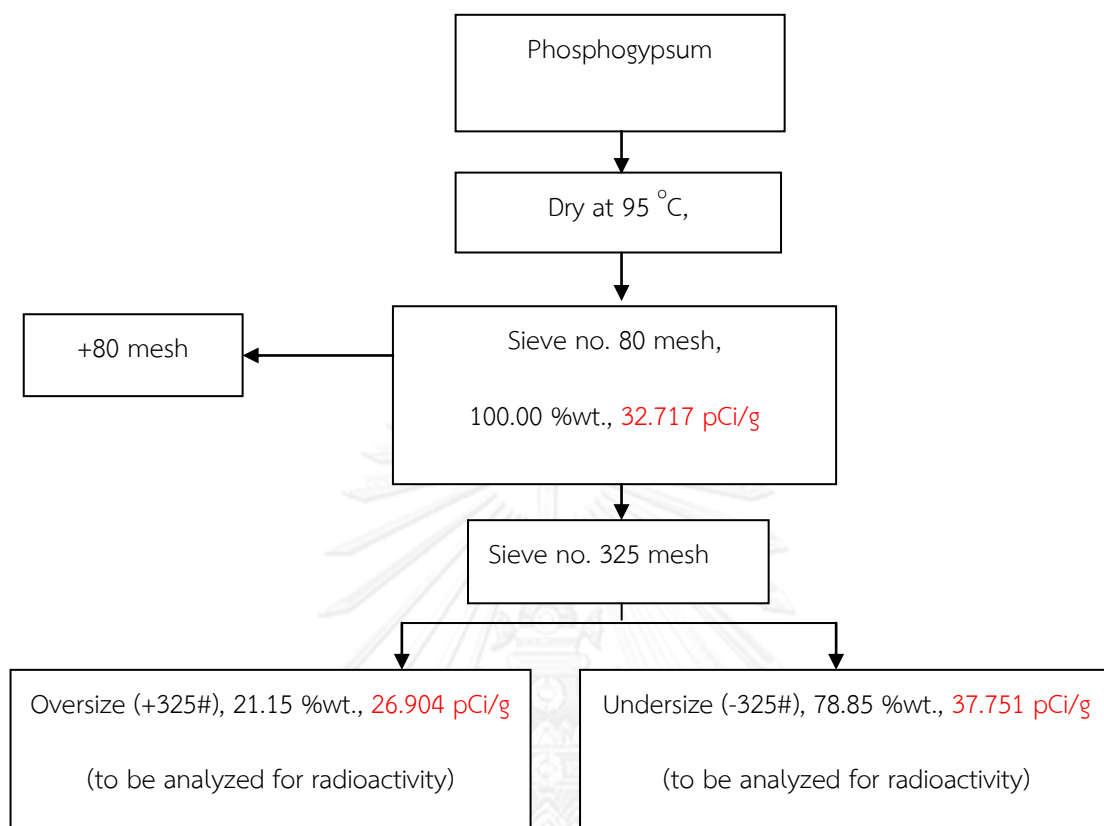 Phosphogypsum
Dry at 95 °C,
+80 mesh
Sieve no. 80 mesh,
100.00 %wt., 32.717 pCi/g
Sieve no. 325 mesh
Oversize (+325#), 21.15 %wt., 26.904 pCi/g
(to be analyzed for radioactivity)
Undersize (-325#), 78.85 %wt., 37.751 pCi/g
(to be analyzed for radioactivity)